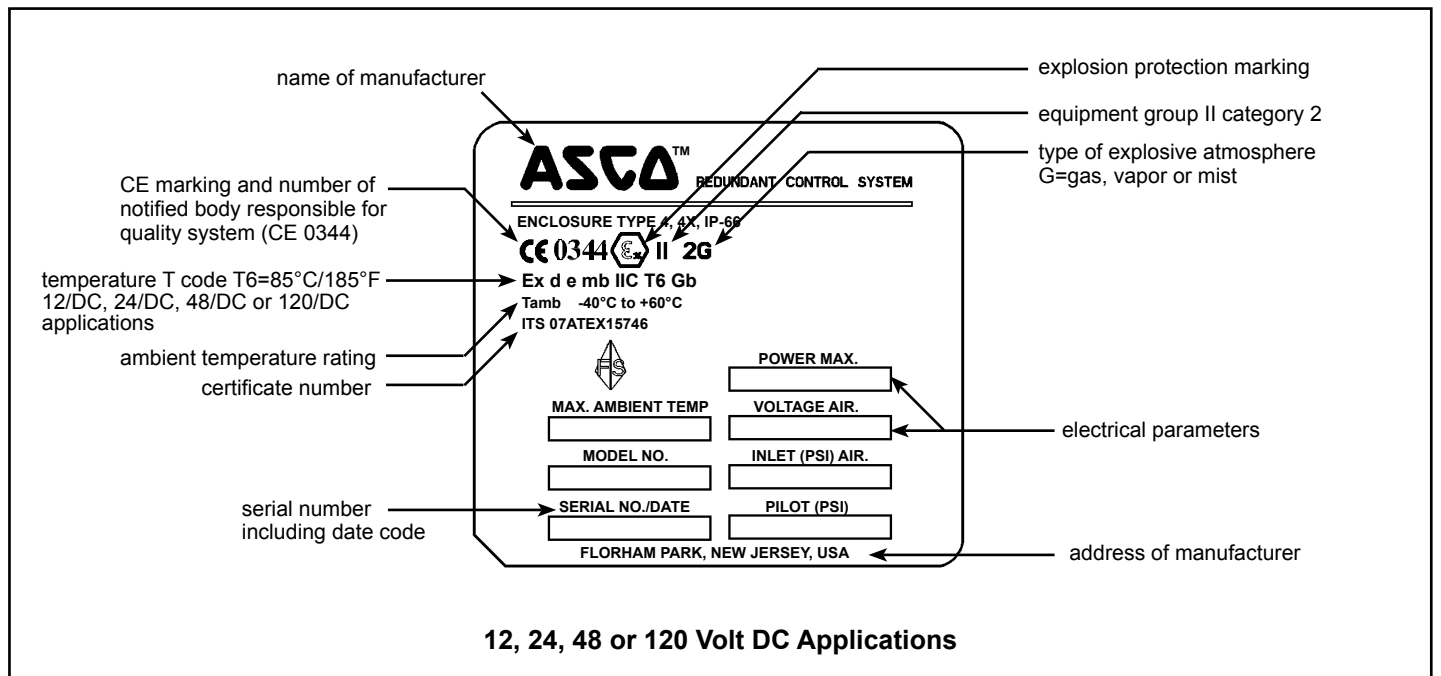 name of manufacturer
explosion protection marking
equipment group II category 2
type of explosive atmosphere
G=gas, vapor or mist
CE marking and number of
notified body responsible for
quality system (CE 0344)
temperature T code T6=85°C/185°F
12/DC, 24/DC, 48/DC or 120/DC
applications
ambient temperature rating
certificate number
serial number
including date code
ASCO™
REDUNDANT CONTROL SYSTEM
ENCLOSURE TYPE 4, 4X, IP-66
CE 0344 Ex II 2G
Ex d e mb IIC T6 Gb
Tamb -40°C to +60°C
ITS 07ATEX15746
FS
POWER MAX.
MAX. AMBIENT TEMP VOLTAGE AIR.
MODEL NO. INLET (PSI) AIR.
SERIAL NO./DATE PILOT (PSI)
FLORHAM PARK, NEW JERSEY, USA
electrical parameters
address of manufacturer
12, 24, 48 or 120 Volt DC Applications